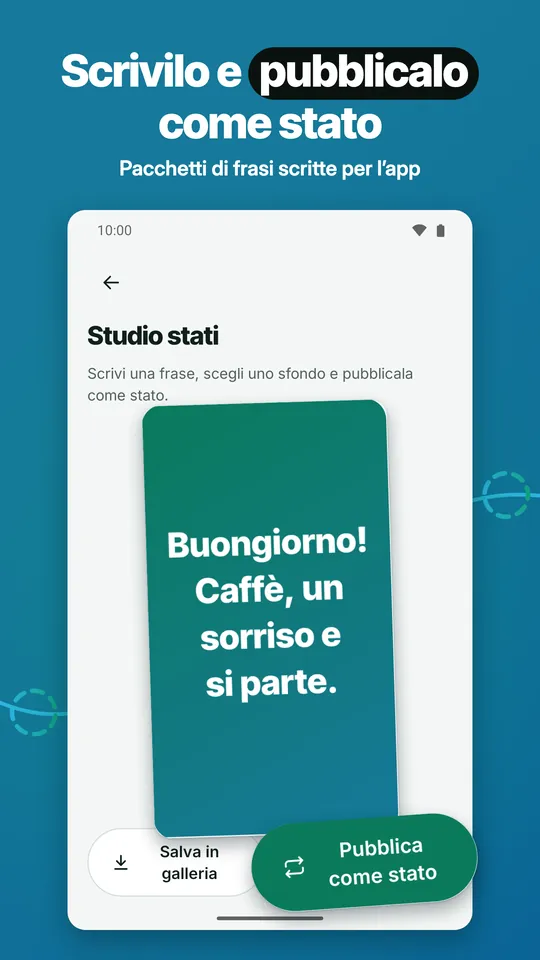 Scrivilo e pubblicalo
come stato
Pacchetti di frasi scritte per l’app
10:00
Studio stati
Scrivi una frase, scegli uno sfondo e pubblicala
come stato.
Buongiorno!
Caffè, un
sorriso e
si parte.
Salva in
galleria
Pubblica
come stato